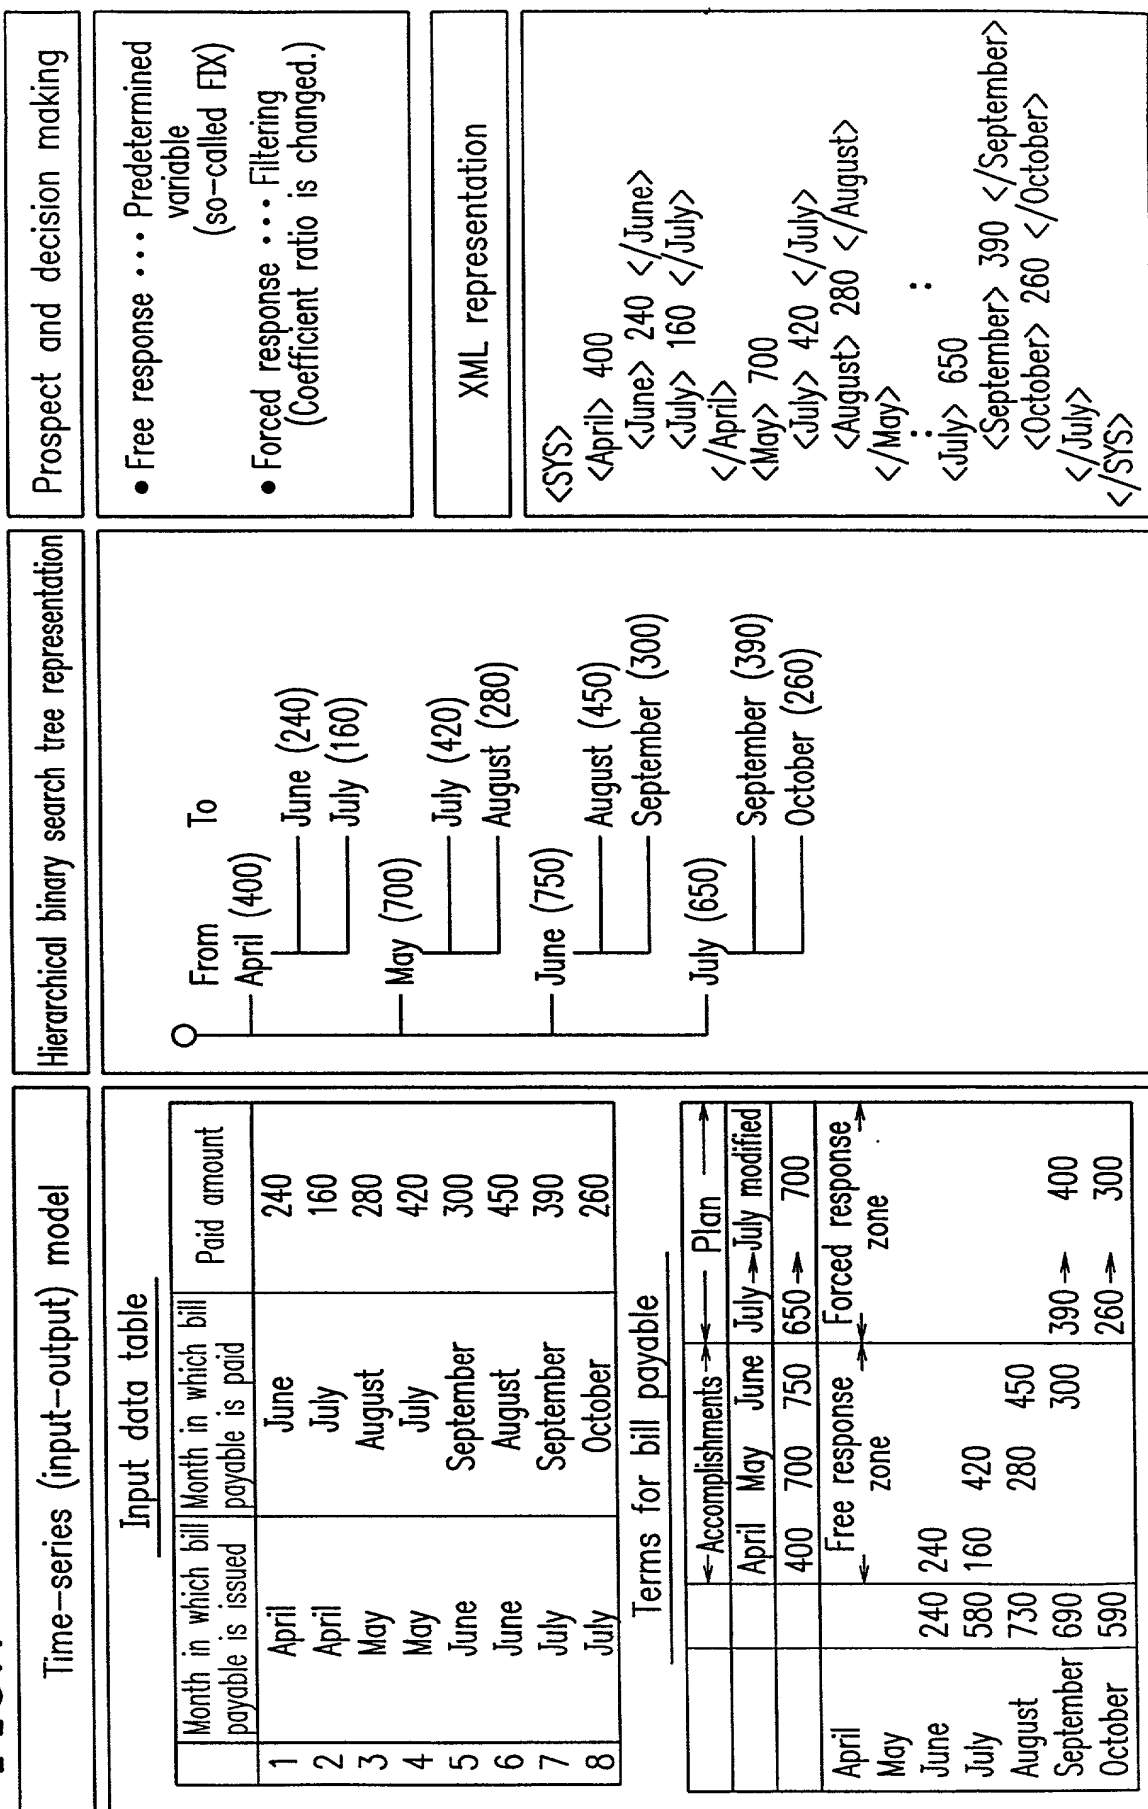 Time-series (input-output) model
Input data table
Month in which bill payable is issued Month in which bill payable is paid Paid amount
1 April June 240
2 April July 160
3 May August 280
4 May July 420
5 June September 300
6 June August 450
7 July September 390
8 July October 260
Terms for bill payable
←Accomplishments→ ← Plan →
April May June July→July modified
400 700 750 650→ 700
← Free response zone → ← Forced response zone →
April
May
June 240 240
July 580 160 420
August 730 280 450
September 690 300 390→ 400
October 590 260→ 300
Hierarchical binary search tree representation
From To
April (400)
June (240)
July (160)
May (700)
July (420)
August (280)
June (750)
August (450)
September (300)
July (650)
September (390)
October (260)
Prospect and decision making
• Free response ••• Predetermined
variable
(so-called FIX)
• Forced response ••• Filtering
(Coefficient ratio is changed.)
XML representation
<SYS>
<April> 400
<June> 240 </June>
<July> 160 </July>
</April>
<May> 700
<July> 420 </July>
<August> 280 </August>
</May>
: :
<July> 650
<September> 390 </September>
<October> 260 </October>
</July>
</SYS>